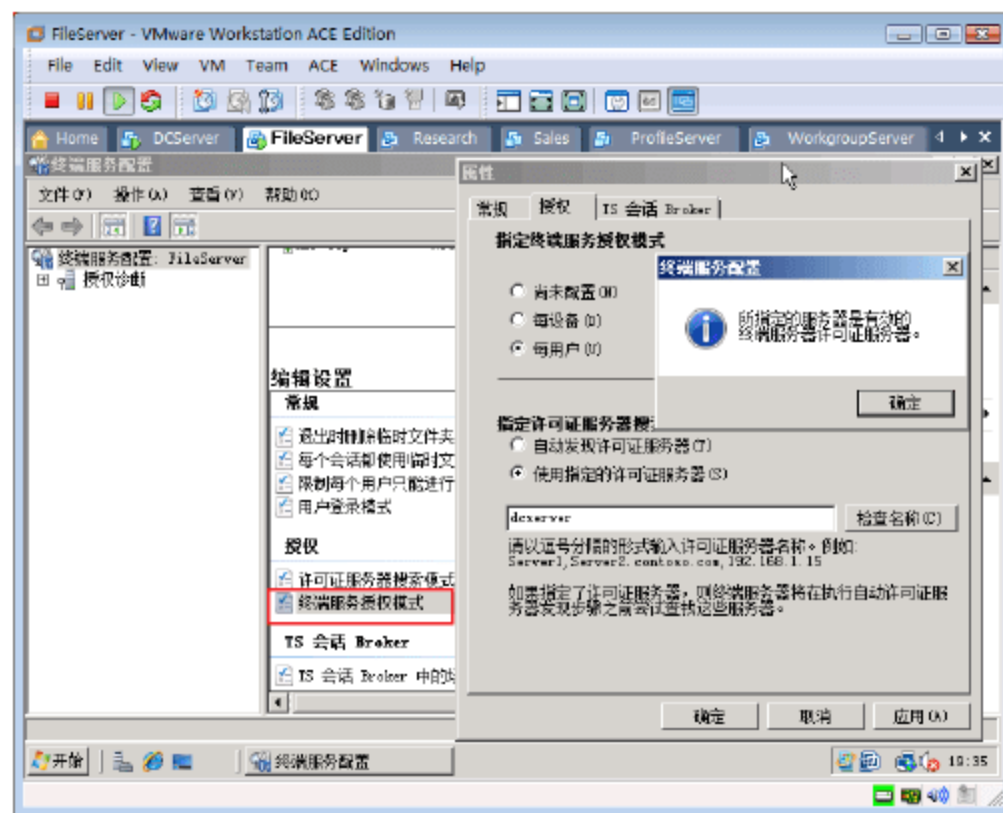 FileServer - VMware Workstation ACE Edition
File Edit View VM Team ACE Windows Help
Home DCServer FileServer Research Sales ProfileServer WorkgroupServer
终端服务配置
文件(F) 操作(A) 查看(V) 帮助(H)
终端服务配置: FileServer
授权诊断
编辑设置
常规
退出时删除临时文件夹
每个会话都使用临时文
限制每个用户只能进行
用户登录模式
授权
许可证服务器搜索模式
终端服务授权模式
TS 会话 Broker
TS 会话 Broker 中的
属性
常规 授权 TS 会话 Broker
指定终端服务授权模式
尚未配置(N)
每设备(D)
每用户(U)
指定许可证服务器搜
自动发现许可证服务器(T)
使用指定的许可证服务器(S)
dcserver
检查名称(C)
请以逗号分隔的形式输入许可证服务器名称。例如:
Server1,Server2.contoso.com,192.168.1.15
如果指定了许可证服务器，则终端服务器将在执行自动许可证服
务器发现步骤之前尝试查找这些服务器。
确定 取消 应用(A)
终端服务配置
所指定的服务器是有效的
终端服务器许可证服务器。
确定
开始 终端服务配置 19:35